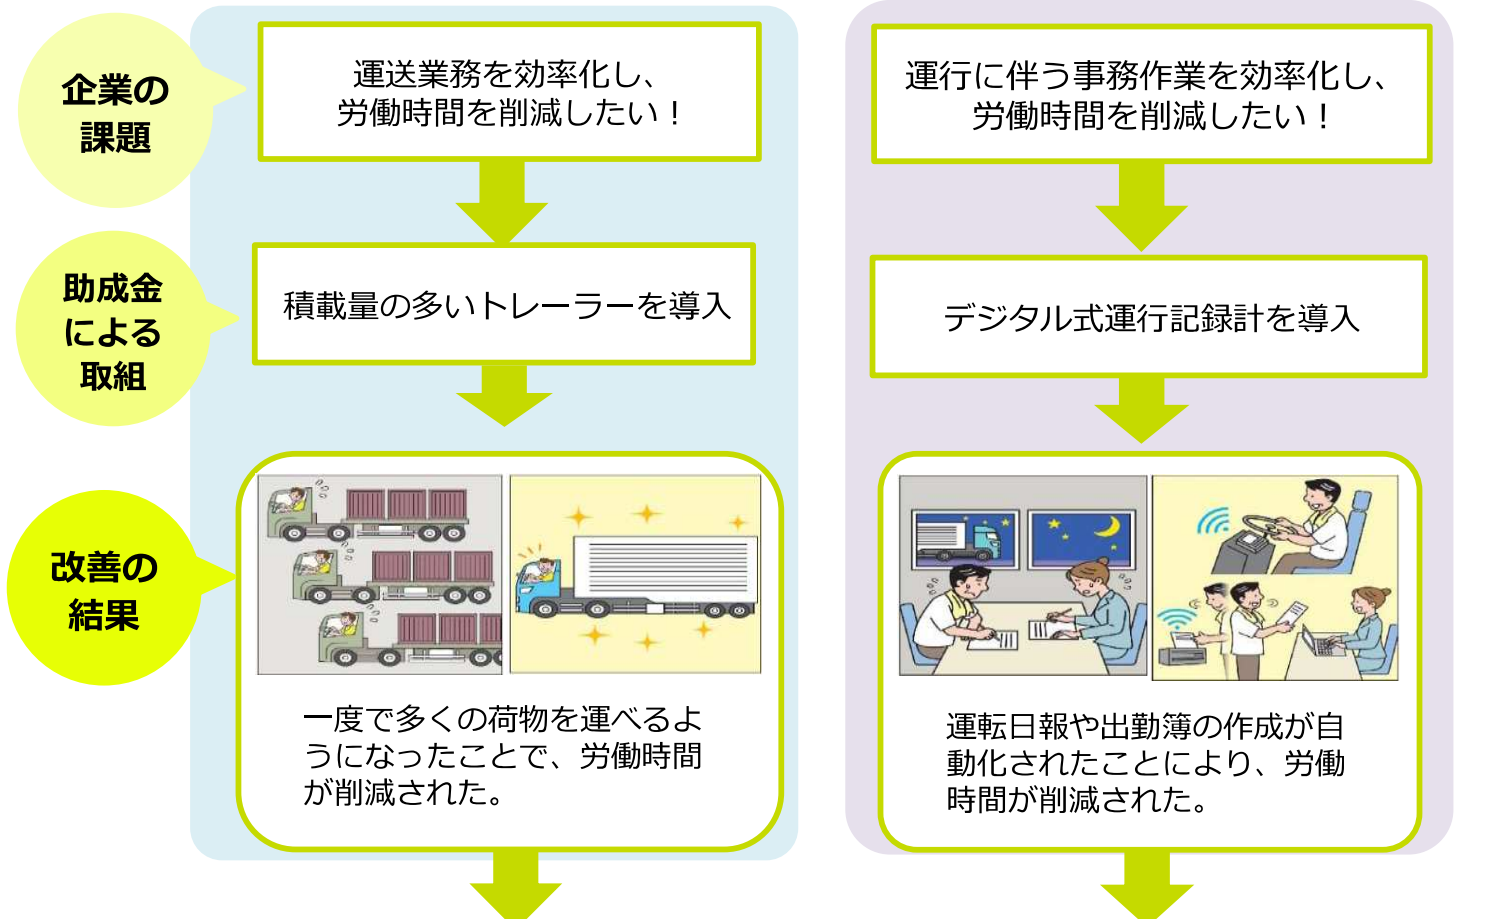 企業の
課題
運送業務を効率化し、
労働時間を削減したい！
運行に伴う事務作業を効率化し、
労働時間を削減したい！
助成金
による
取組
積載量の多いトレーラーを導入
デジタル式運行記録計を導入
改善の
結果
一度で多くの荷物を運べるよ
うになったことで、労働時間
が削減された。
運転日報や出勤簿の作成が自
動化されたことにより、労働
時間が削減された。